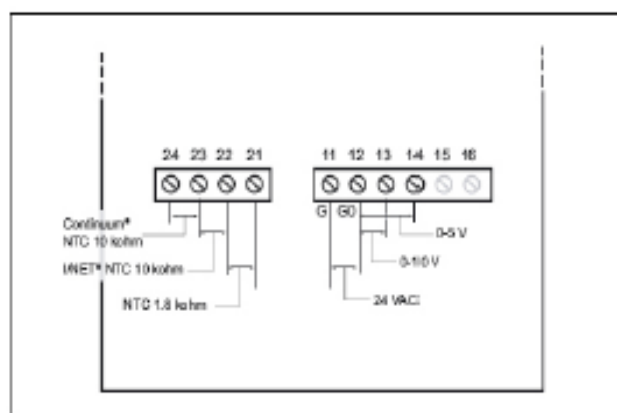 24 23 22 21 11 12 13 14 15 16
G G0
Continuum®
NTC 10 kohm
0-5 V
I/NET® NTC 10 kohm
0-10 V
NTC 1.8 kohm
24 VAC